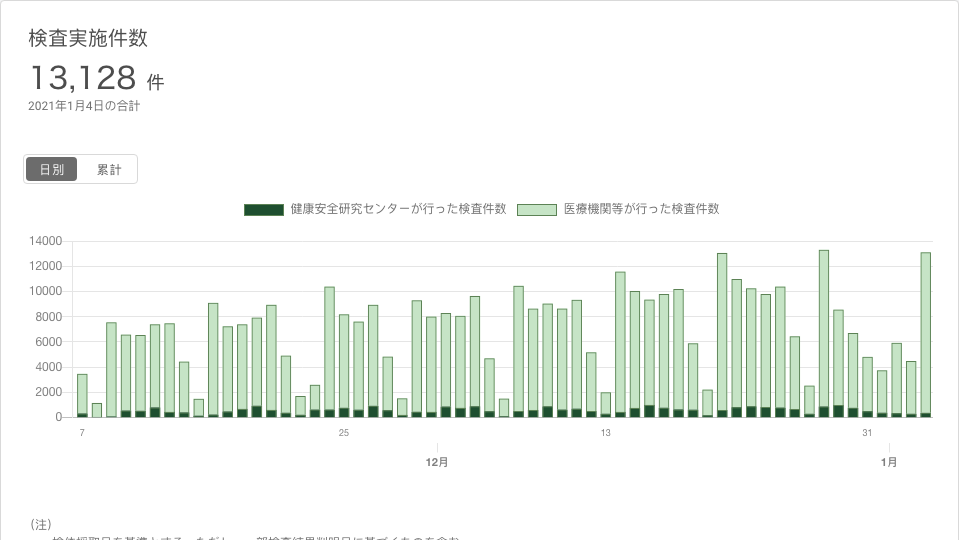 検査実施件数
13,128 件
2021年1月4日の合計
日別 累計
健康安全研究センターが行った検査件数 医療機関等が行った検査件数
14000
12000
10000
8000
6000
4000
2000
0
7 25 13 31
12月 1月
(注)